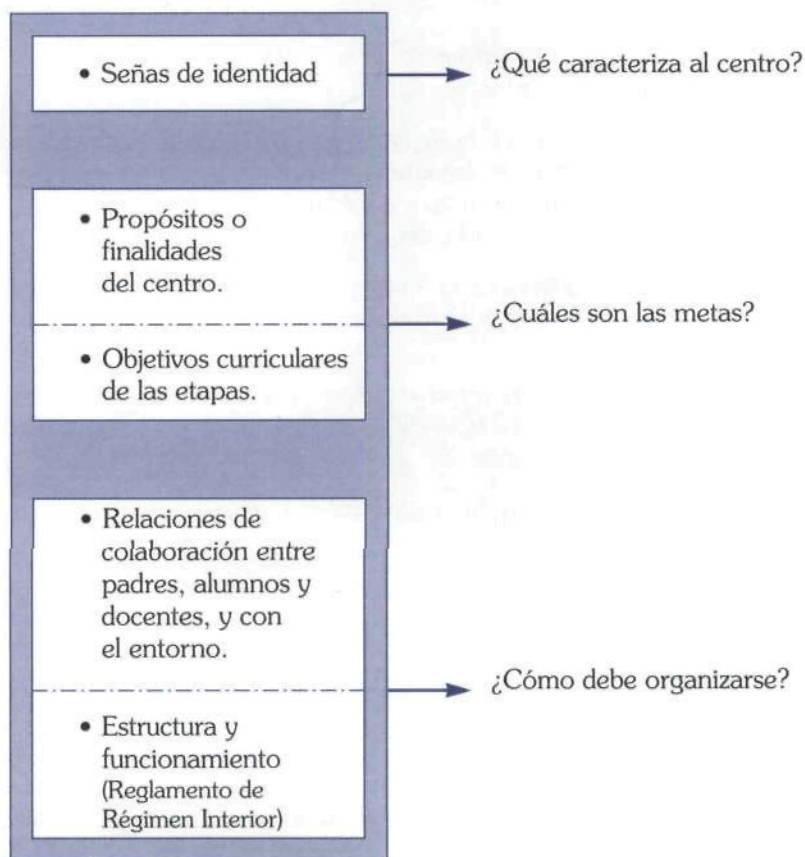 • Señas de identidad
¿Qué caracteriza al centro?
• Propósitos o
finalidades
del centro.
• Objetivos curriculares
de las etapas.
¿Cuáles son las metas?
• Relaciones de
colaboración entre
padres, alumnos y
docentes, y con
el entorno.
• Estructura y
funcionamiento
(Reglamento de
Régimen Interior)
¿Cómo debe organizarse?